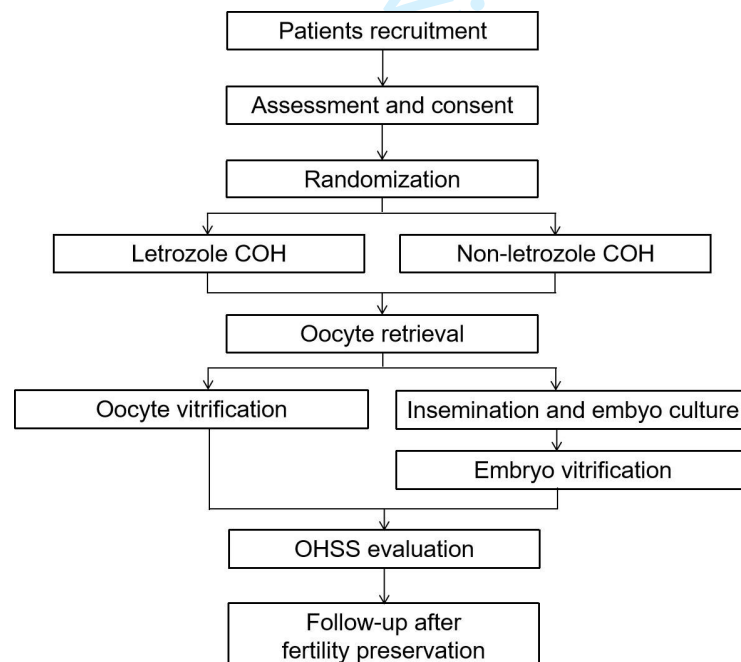 Patients recruitment
Assessment and consent
Randomization
Letrozole COH
Non-letrozole COH
Oocyte retrieval
Oocyte vitrification
Insemination and embyo culture
Embryo vitrification
OHSS evaluation
Follow-up after
fertility preservation